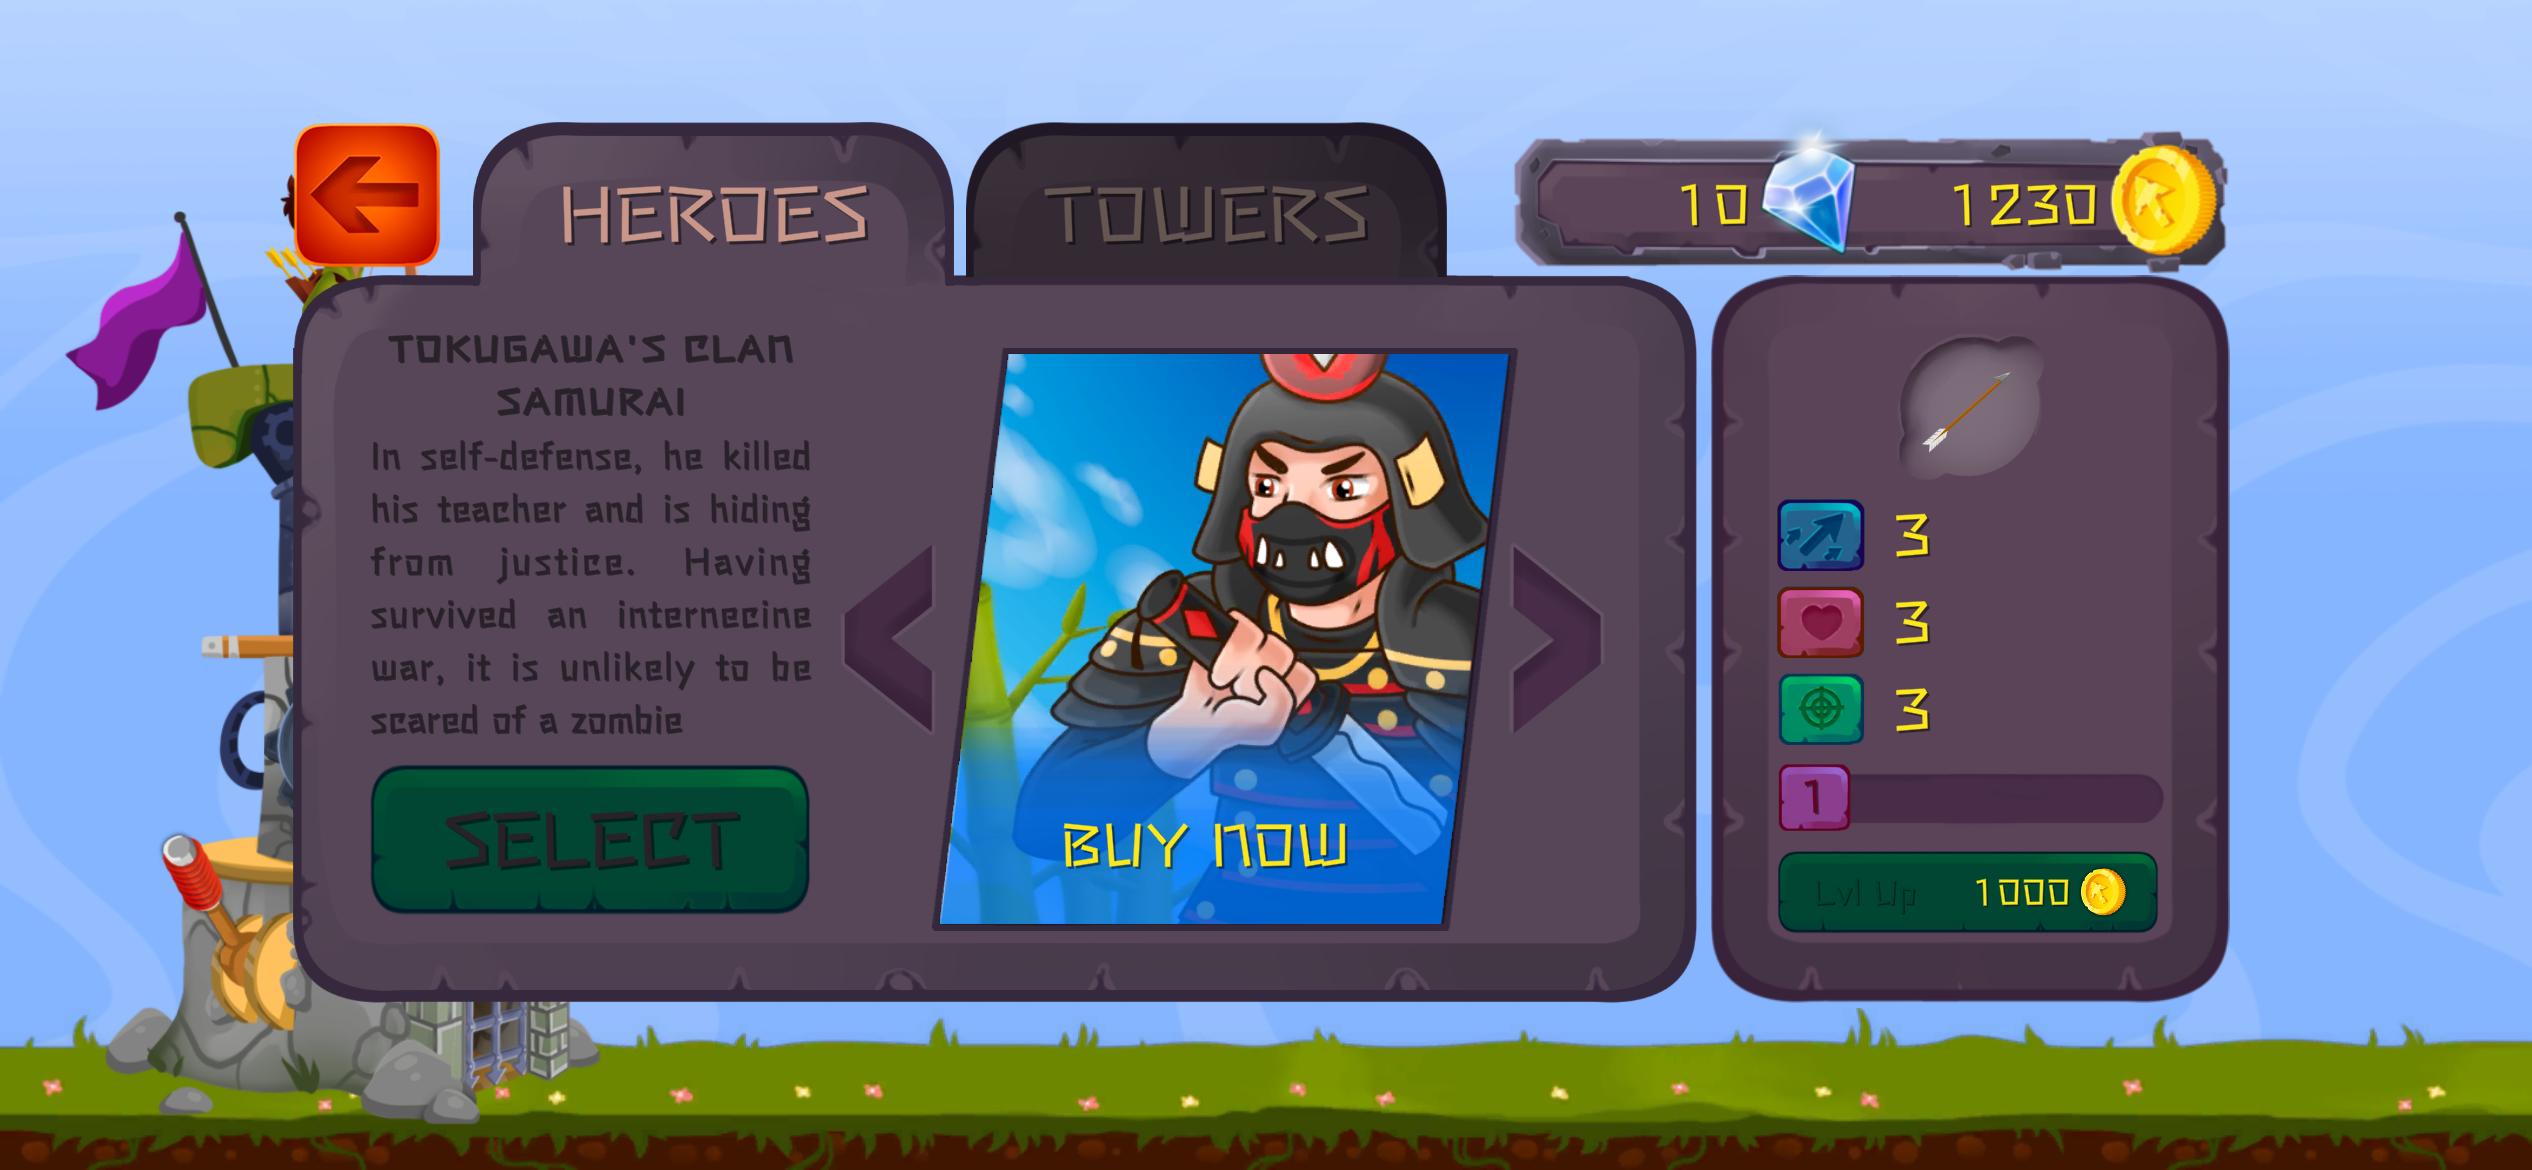 HEROES
TOWERS
10
1230
TOKUGAWA'S CLAN
SAMURAI
In self-defense, he killed
his teacher and is hiding
from justice. Having
survived an internecine
war, it is unlikely to be
scared of a zombie
SELECT
BUY NOW
3
3
3
1
Lvl Up 1000